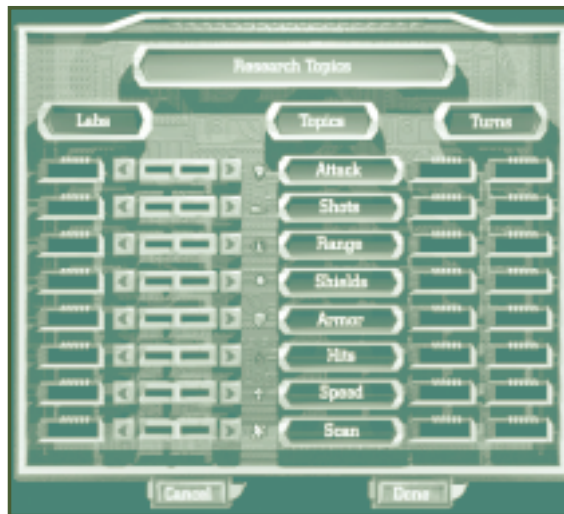 Research Topics
Labs Topics Turns
Attack
Shots
Range
Shields
Armor
Hits
Speed
Scan
Cancel Done